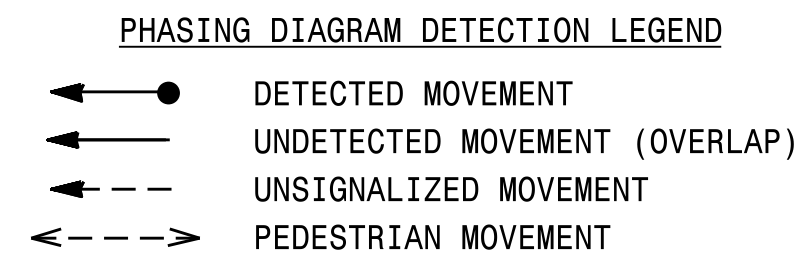 PHASING DIAGRAM DETECTION LEGEND
DETECTED MOVEMENT
UNDETECTED MOVEMENT (OVERLAP)
UNSIGNALIZED MOVEMENT
PEDESTRIAN MOVEMENT